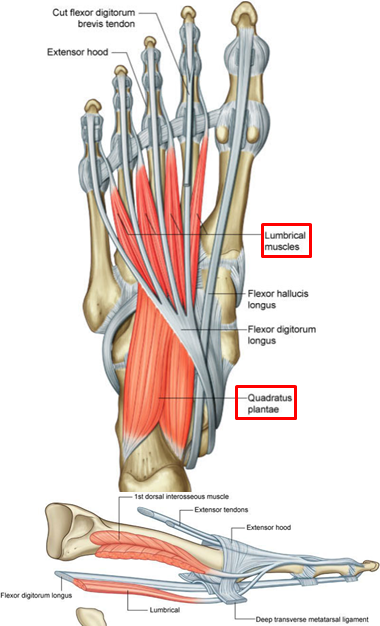 Cut flexor digitorum
brevis tendon
Extensor hood
Lumbrical
muscles
Flexor hallucis
longus
Flexor digitorum
longus
Quadratus
plantae
1st dorsal interosseous muscle
Extensor tendons
Extensor hood
Flexor digitorum longus
Lumbrical
Deep transverse metatarsal ligament